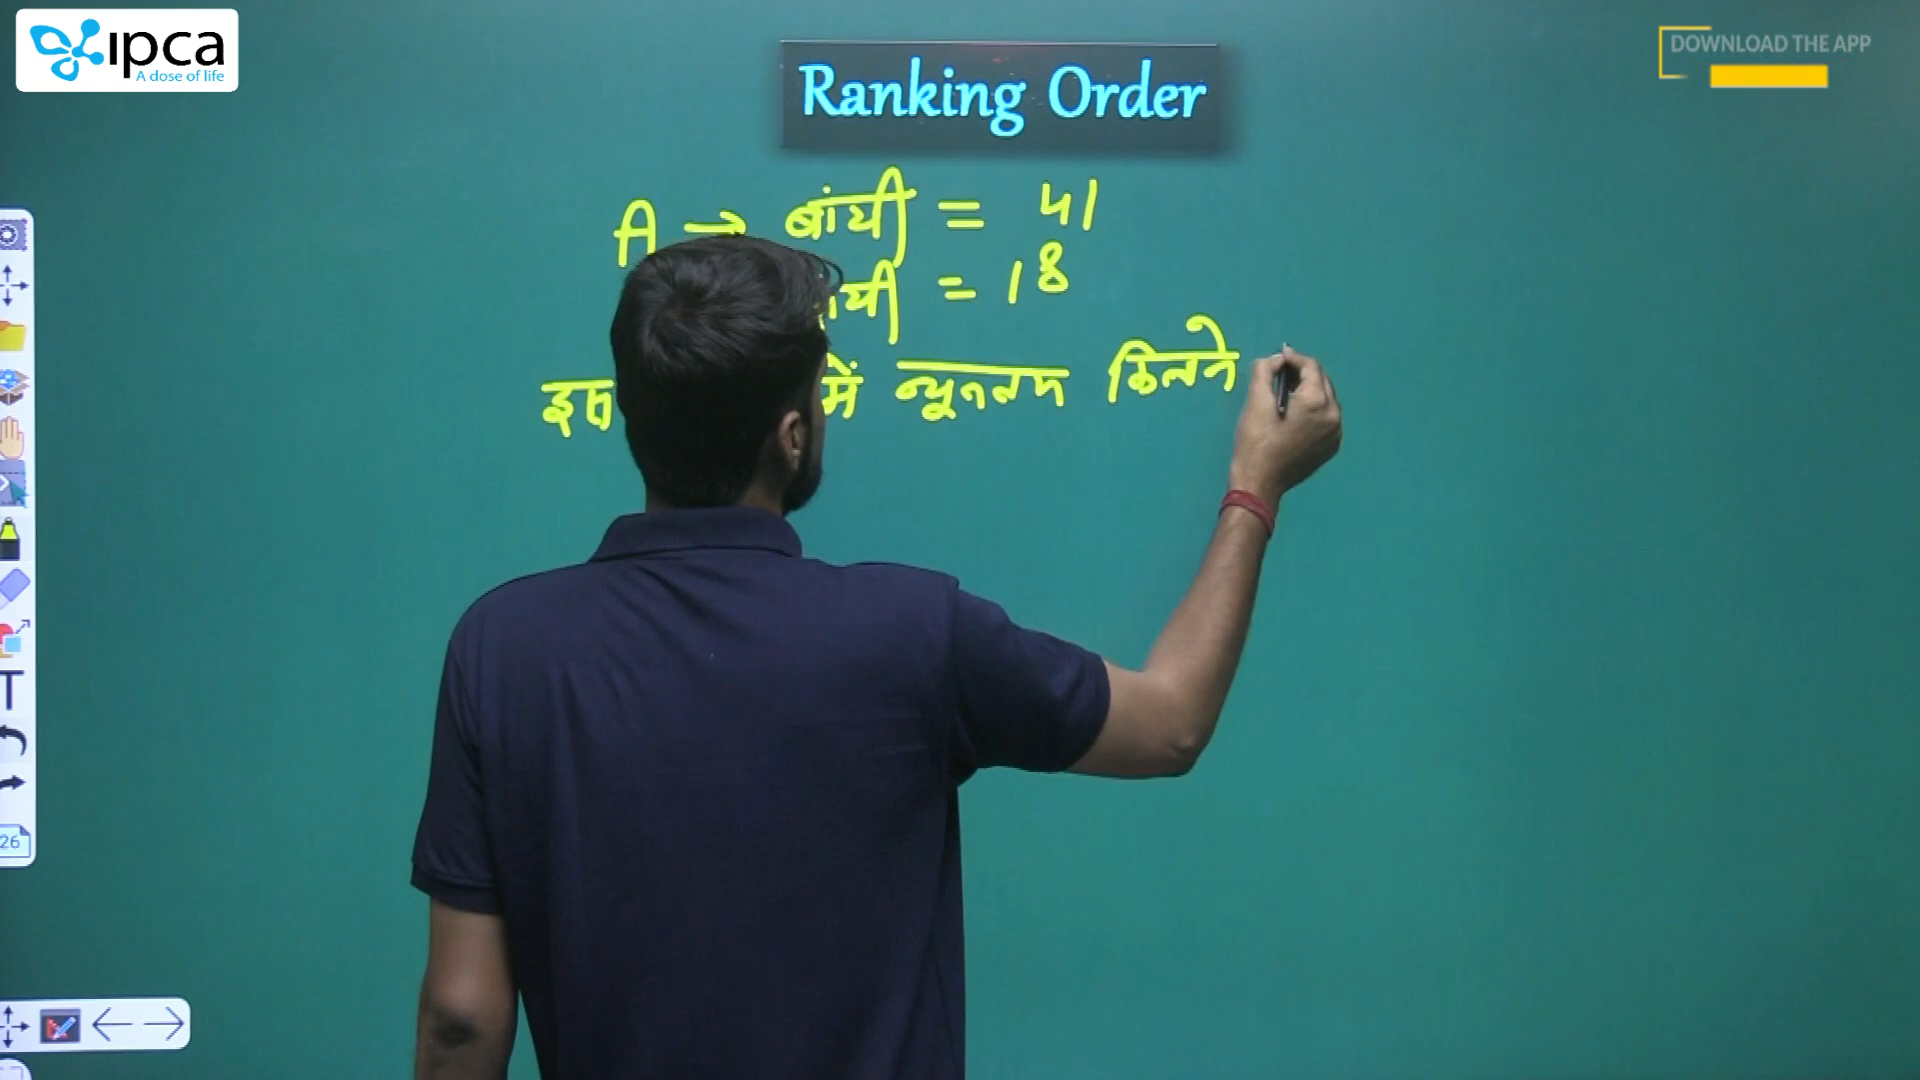 ipca
A dose of life
DOWNLOAD THE APP
Ranking Order
A → बांयी = 41
ांयी = 18
इस में न्यूनतम कितने
T
26